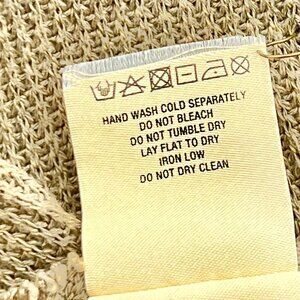 HAND WASH COLD SEPARATELY
DO NOT BLEACH
DO NOT TUMBLE DRY
LAY FLAT TO DRY
IRON LOW
DO NOT DRY CLEAN